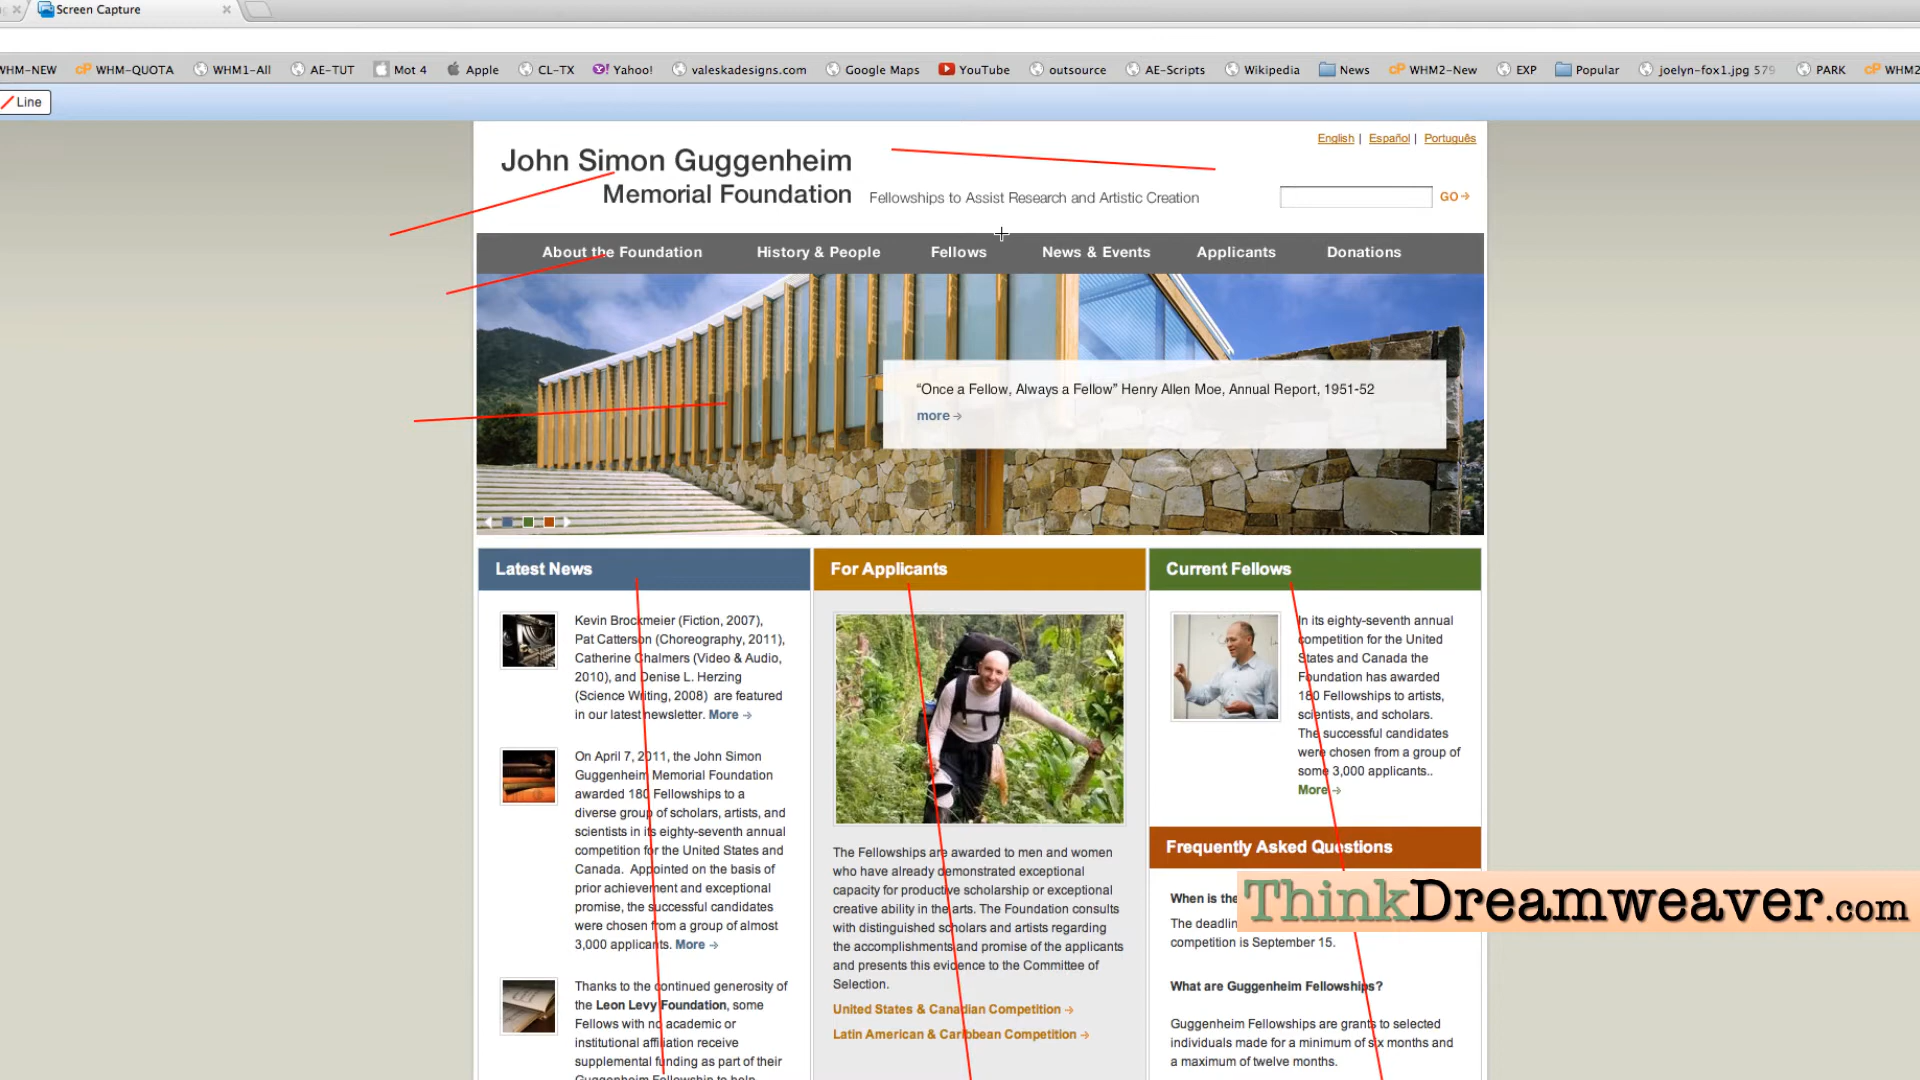 Screen Capture
WHM-NEW WHM-QUOTA WHM1-All AE-TUT Mot 4 Apple CL-TX Yahoo! valeskadesigns.com Google Maps YouTube outsource AE-Scripts Wikipedia News WHM2-New EXP Popular joelyn-fox1.jpg 579 PARK WHM2
Line
English | Español | Português
John Simon Guggenheim
Memorial Foundation Fellowships to Assist Research and Artistic Creation GO
About the Foundation History & People Fellows News & Events Applicants Donations
“Once a Fellow, Always a Fellow” Henry Allen Moe, Annual Report, 1951-52
more
Latest News
Kevin Brockmeier (Fiction, 2007),
Pat Catterson (Choreography, 2011),
Catherine Chalmers (Video & Audio,
2010), and Denise L. Herzing
(Science Writing, 2008) are featured
in our latest newsletter. More
On April 7, 2011, the John Simon
Guggenheim Memorial Foundation
awarded 180 Fellowships to a
diverse group of scholars, artists, and
scientists in its eighty-seventh annual
competition for the United States and
Canada. Appointed on the basis of
prior achievement and exceptional
promise, the successful candidates
were chosen from a group of almost
3,000 applicants. More
Thanks to the continued generosity of
the Leon Levy Foundation, some
Fellows with no academic or
institutional affiliation receive
supplemental funding as part of their
Guggenheim Fellowship to help
For Applicants
The Fellowships are awarded to men and women
who have already demonstrated exceptional
capacity for productive scholarship or exceptional
creative ability in the arts. The Foundation consults
with distinguished scholars and artists regarding
the accomplishments and promise of the applicants
and presents this evidence to the Committee of
Selection.
United States & Canadian Competition
Latin American & Caribbean Competition
Current Fellows
In its eighty-seventh annual
competition for the United
States and Canada the
Foundation has awarded
180 Fellowships to artists,
scientists, and scholars.
The successful candidates
were chosen from a group of
some 3,000 applicants..
More
Frequently Asked Questions
When is the
The deadlin
competition is September 15.
What are Guggenheim Fellowships?
Guggenheim Fellowships are grants to selected
individuals made for a minimum of six months and
a maximum of twelve months.
ThinkDreamweaver.com